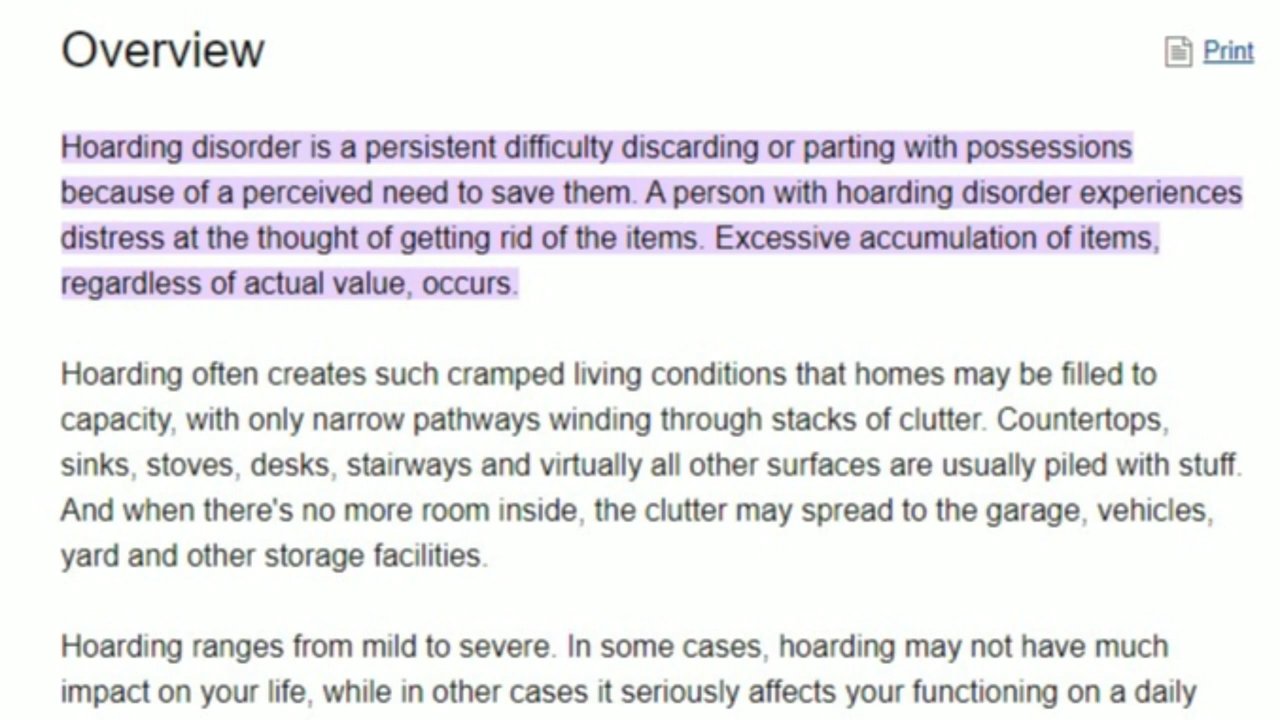 Overview
Print
Hoarding disorder is a persistent difficulty discarding or parting with possessions
because of a perceived need to save them. A person with hoarding disorder experiences
distress at the thought of getting rid of the items. Excessive accumulation of items,
regardless of actual value, occurs.
Hoarding often creates such cramped living conditions that homes may be filled to
capacity, with only narrow pathways winding through stacks of clutter. Countertops,
sinks, stoves, desks, stairways and virtually all other surfaces are usually piled with stuff.
And when there's no more room inside, the clutter may spread to the garage, vehicles,
yard and other storage facilities.
Hoarding ranges from mild to severe. In some cases, hoarding may not have much
impact on your life, while in other cases it seriously affects your functioning on a daily